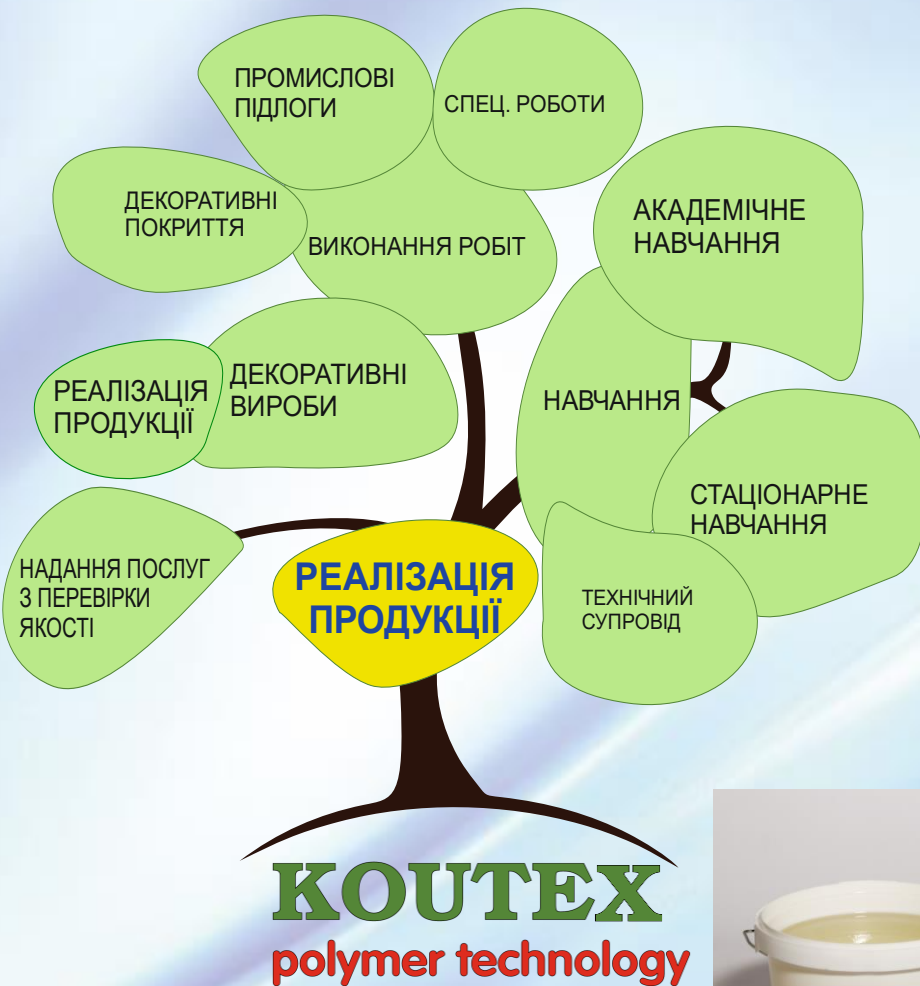 ПРОМИСЛОВІ
ПІДЛОГИ
СПЕЦ. РОБОТИ
ДЕКОРАТИВНІ
ПОКРИТТЯ
ВИКОНАННЯ РОБІТ
АКАДЕМІЧНЕ
НАВЧАННЯ
РЕАЛІЗАЦІЯ
ПРОДУКЦІЇ
ДЕКОРАТИВНІ
ВИРОБИ
НАВЧАННЯ
СТАЦІОНАРНЕ
НАВЧАННЯ
НАДАННЯ ПОСЛУГ
З ПЕРЕВІРКИ
ЯКОСТІ
РЕАЛІЗАЦІЯ
ПРОДУКЦІЇ
ТЕХНІЧНИЙ
СУПРОВІД
KOUTEX
polymer technology